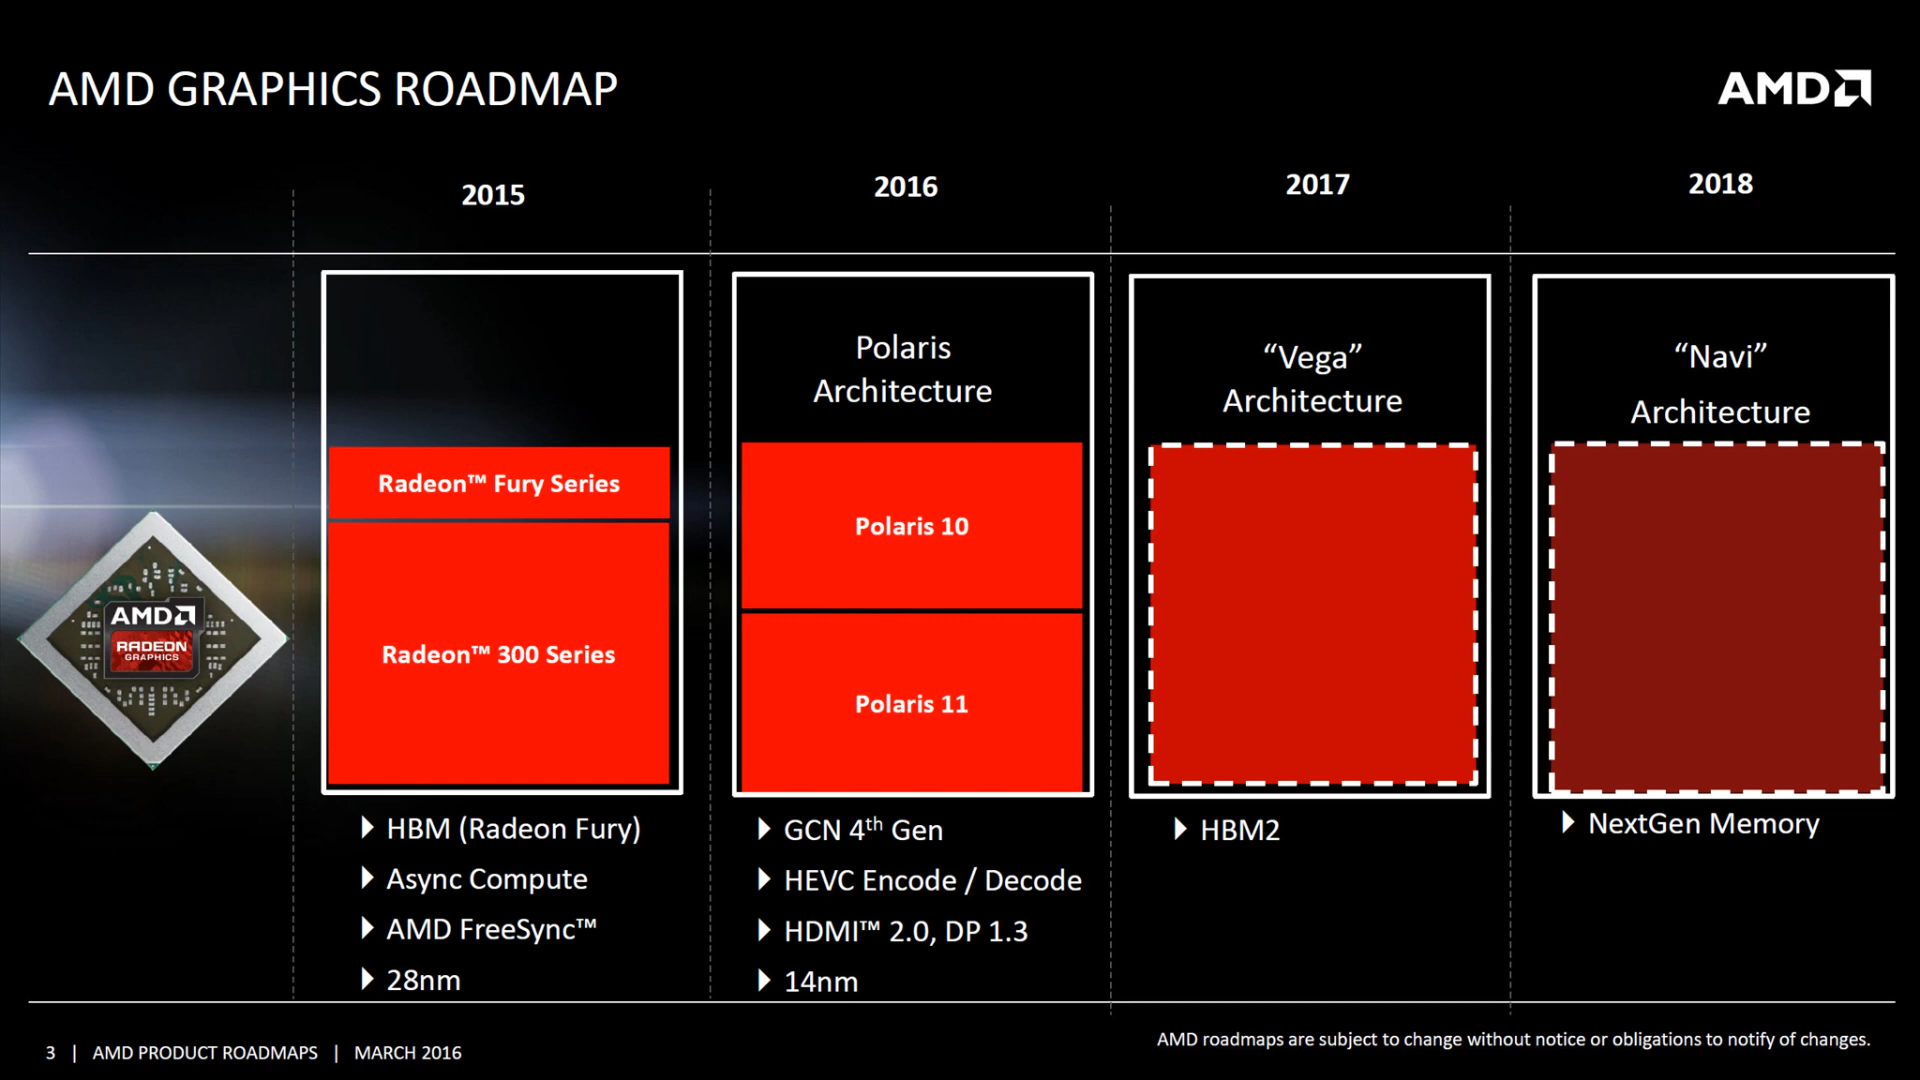 AMD GRAPHICS ROADMAP
AMD
2015
2016
2017
2018
Radeon™ Fury Series
Radeon™ 300 Series
HBM (Radeon Fury)
Async Compute
AMD FreeSync™
28nm
Polaris
Architecture
Polaris 10
Polaris 11
GCN 4th Gen
HEVC Encode / Decode
HDMI™ 2.0, DP 1.3
14nm
“Vega”
Architecture
HBM2
“Navi”
Architecture
NextGen Memory
AMD
RADEON
GRAPHICS
3 | AMD PRODUCT ROADMAPS | MARCH 2016
AMD roadmaps are subject to change without notice or obligations to notify of changes.